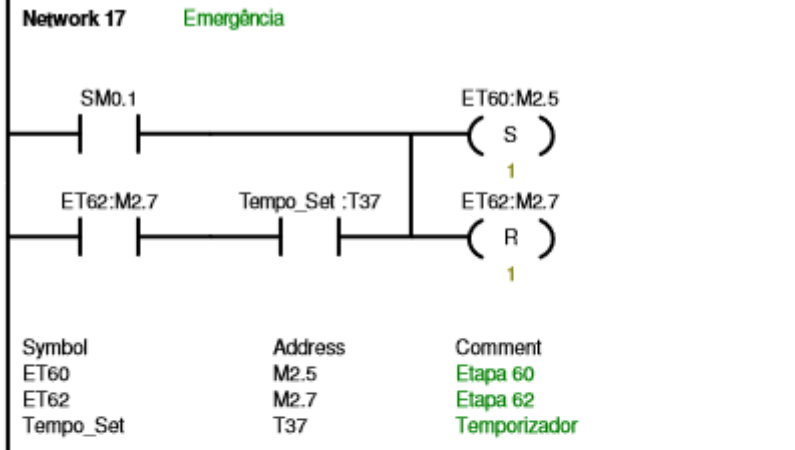 Network 17 Emergência
SM0.1 ET60:M2.5
S
1
ET62:M2.7 Tempo_Set :T37 ET62:M2.7
R
1
Symbol Address Comment
ET60 M2.5 Etapa 60
ET62 M2.7 Etapa 62
Tempo_Set T37 Temporizador